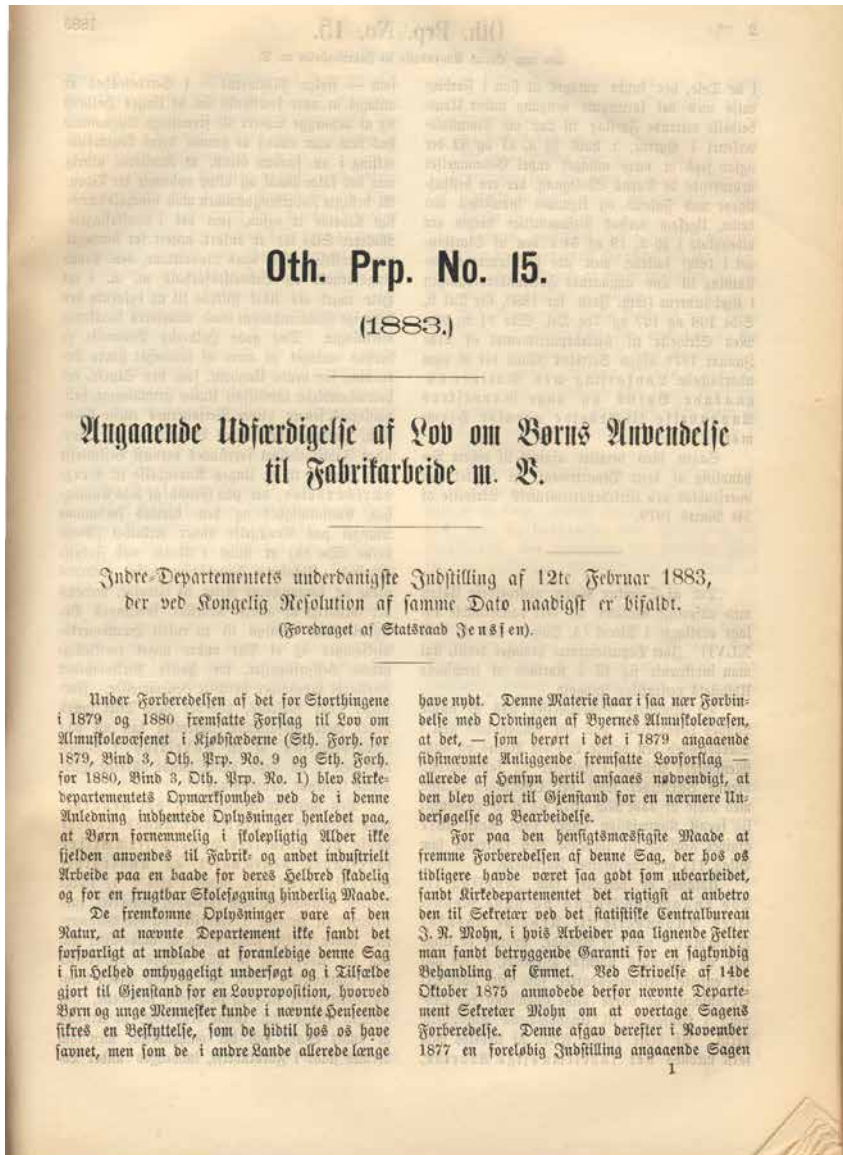 Oth. Prp. No. 15.
(1883.)
Angaaende Udfærdigelse af Lov om Børns Anvendelse
til Fabrikarbeide m. V.
Indre-Departementets underdanigste Indstilling af 12te Februar 1883,
der ved Kongelig Resolution af samme Dato naadigst er bifaldt.
(Foredraget af Statsraad Jenssen).
Under Forberedelsen af det for Storthingene
i 1879 og 1880 fremsatte Forslag til Lov om
Almuskolevæsenet i Kjøbstæderne (Sth. Forh. for
1879, Bind 3, Oth. Prp. No. 9 og Sth. Forh.
for 1880, Bind 3, Oth. Prp. No. 1) blev Kirke-
departementets Opmærksomhed ved de i denne
Anledning indhentede Oplysninger henledet paa,
at Børn fornemmelig i skolepligtig Alder ikke
sjelden anvendes til Fabrik- og andet industrielt
Arbeide paa en baade for deres Helbred skadelig
og for en frugtbar Skolesøgning hinderlig Maade.
De fremkomne Oplysninger vare af den
Natur, at nævnte Departement ikke fandt det
forsvarligt at undlade at foranledige denne Sag
i sin Helhed omhyggeligt undersøgt og i Tilfælde
gjort til Gjenstand for en Lovproposition, hvorved
Børn og unge Mennesker kunde i nævnte Henseende
sikres en Beskyttelse, som de hidtil hos os have
savnet, men som de i andre Lande allerede længe
have nydt. Denne Materie staar i saa nær Forbin-
delse med Ordningen af Byernes Almuskolevæsen,
at det, — som berørt i det i 1879 angaaende
sidstnævnte Anliggende fremsatte Lovforslag —
allerede af Hensyn hertil ansaaes nødvendigt, at
den blev gjort til Gjenstand for en nærmere Un-
dersøgelse og Bearbeidelse.
For paa den hensigtsmæssigste Maade at
fremme Forberedelsen af denne Sag, der hos os
tidligere havde været saa godt som ubearbeidet,
fandt Kirkedepartementet det rigtigst at anbetro
den til Sekretær ved det statistiske Centralbureau
J. N. Mohn, i hvis Arbeider paa lignende Felter
man fandt betryggende Garanti for en sagkyndig
Behandling af Emnet. Ved Skrivelse af 14de
Oktober 1875 anmodede derfor nævnte Departe-
ment Sekretær Mohn om at overtage Sagens
Forberedelse. Denne afgav derefter i November
1877 en foreløbig Indstilling angaaende Sagen
1